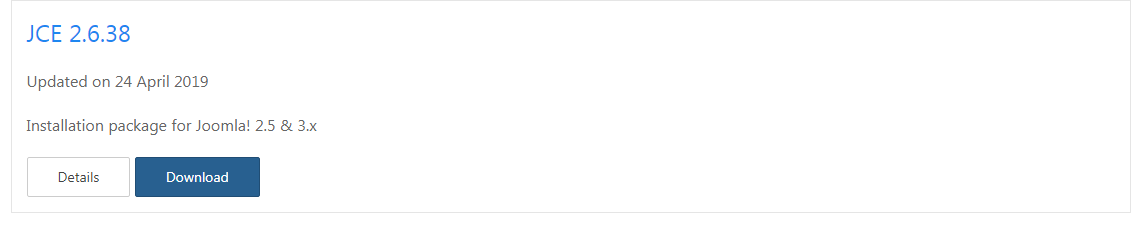 JCE 2.6.38
Updated on 24 April 2019
Installation package for Joomla! 2.5 & 3.x
Details Download